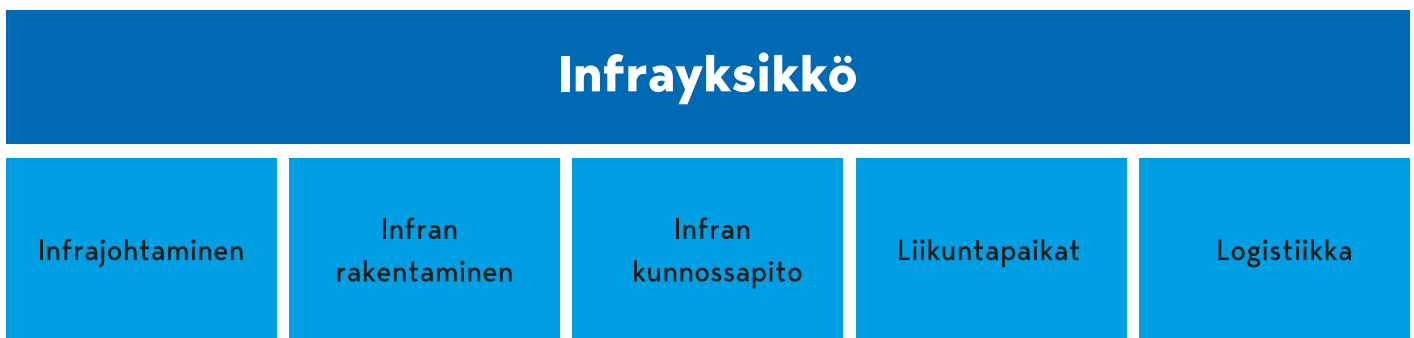 Infrayksikkö
Infrajohtaminen
Infran
rakentaminen
Infran
kunnossapito
Liikuntapaikat
Logistiikka